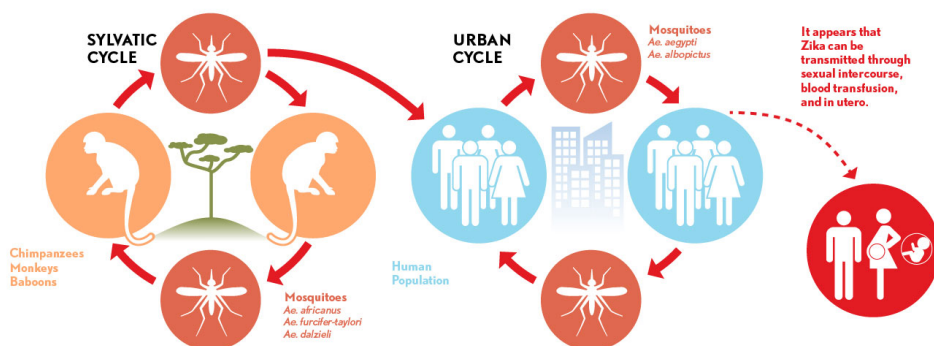 SYLVATIC
CYCLE
Chimpanzees
Monkeys
Baboons
Mosquitoes
Ae. africanus
Ae. furcifer-taylori
Ae. dalzieli
URBAN
CYCLE
Mosquitoes
Ae. aegypti
Ae. albopictus
Human
Population
It appears that
Zika can be
transmitted through
sexual intercourse,
blood transfusion,
and in utero.